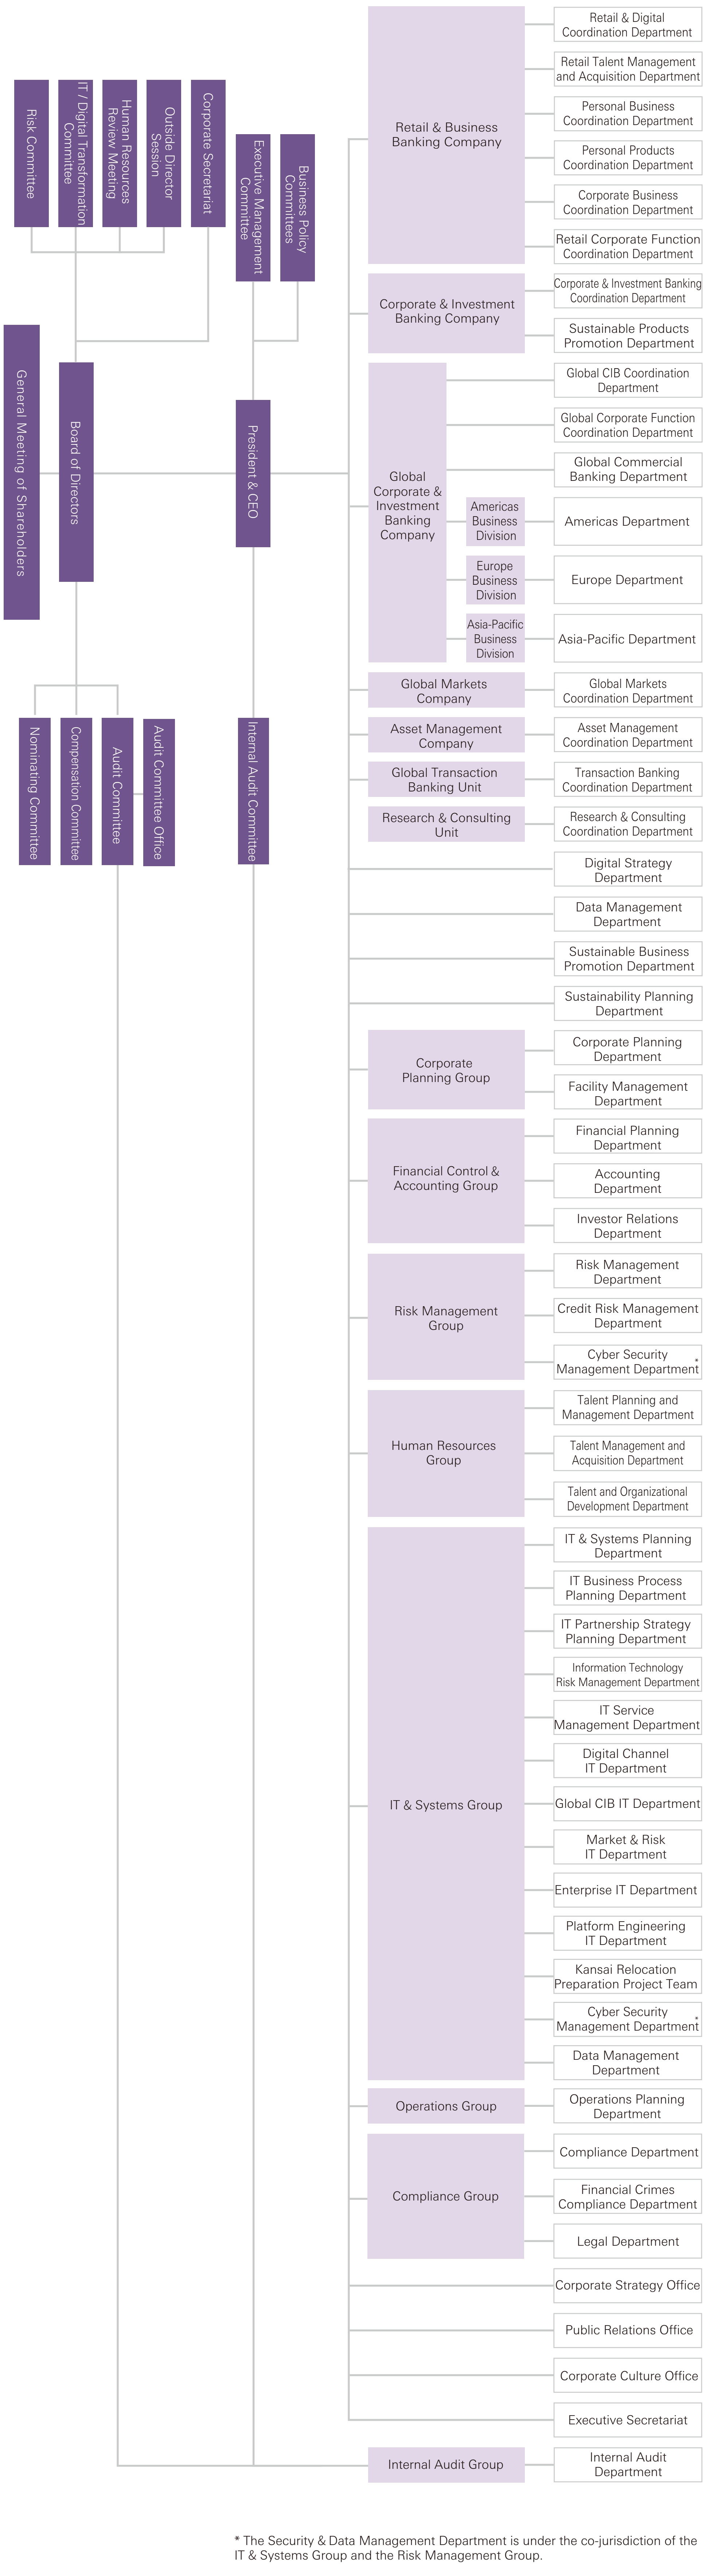 Risk Committee
IT / Digital Transformation
Committee
Human Resources
Review Meeting
Outside Director
Session
Corporate Secretariat
Executive Management
Committee
Business Policy
Committees
General Meeting of Shareholders
Board of Directors
President & CEO
Nominating Committee
Compensation Committee
Audit Committee
Audit Committee Office
Internal Audit Committee
Retail & Business
Banking Company
Retail & Digital
Coordination Department
Retail Talent Management
and Acquisition Department
Personal Business
Coordination Department
Personal Products
Coordination Department
Corporate Business
Coordination Department
Retail Corporate Function
Coordination Department
Corporate & Investment
Banking Company
Corporate & Investment Banking
Coordination Department
Sustainable Products
Promotion Department
Global
Corporate &
Investment
Banking
Company
Global CIB Coordination
Department
Global Corporate Function
Coordination Department
Global Commercial
Banking Department
Americas
Business
Division
Americas Department
Europe
Business
Division
Europe Department
Asia-Pacific
Business
Division
Asia-Pacific Department
Global Markets
Company
Global Markets
Coordination Department
Asset Management
Company
Asset Management
Coordination Department
Global Transaction
Banking Unit
Transaction Banking
Coordination Department
Research & Consulting
Unit
Research & Consulting
Coordination Department
Digital Strategy
Department
Data Management
Department
Sustainable Business
Promotion Department
Sustainability Planning
Department
Corporate
Planning Group
Corporate Planning
Department
Facility Management
Department
Financial Control &
Accounting Group
Financial Planning
Department
Accounting
Department
Investor Relations
Department
Risk Management
Group
Risk Management
Department
Credit Risk Management
Department
Cyber Security
Management Department *
Human Resources
Group
Talent Planning and
Management Department
Talent Management and
Acquisition Department
Talent and Organizational
Development Department
IT & Systems Group
IT & Systems Planning
Department
IT Business Process
Planning Department
IT Partnership Strategy
Planning Department
Information Technology
Risk Management Department
IT Service
Management Department
Digital Channel
IT Department
Global CIB IT Department
Market & Risk
IT Department
Enterprise IT Department
Platform Engineering
IT Department
Kansai Relocation
Preparation Project Team
Cyber Security
Management Department *
Data Management
Department
Operations Group
Operations Planning
Department
Compliance Group
Compliance Department
Financial Crimes
Compliance Department
Legal Department
Corporate Strategy Office
Public Relations Office
Corporate Culture Office
Executive Secretariat
Internal Audit Group
Internal Audit
Department
* The Security & Data Management Department is under the co-jurisdiction of the
IT & Systems Group and the Risk Management Group.